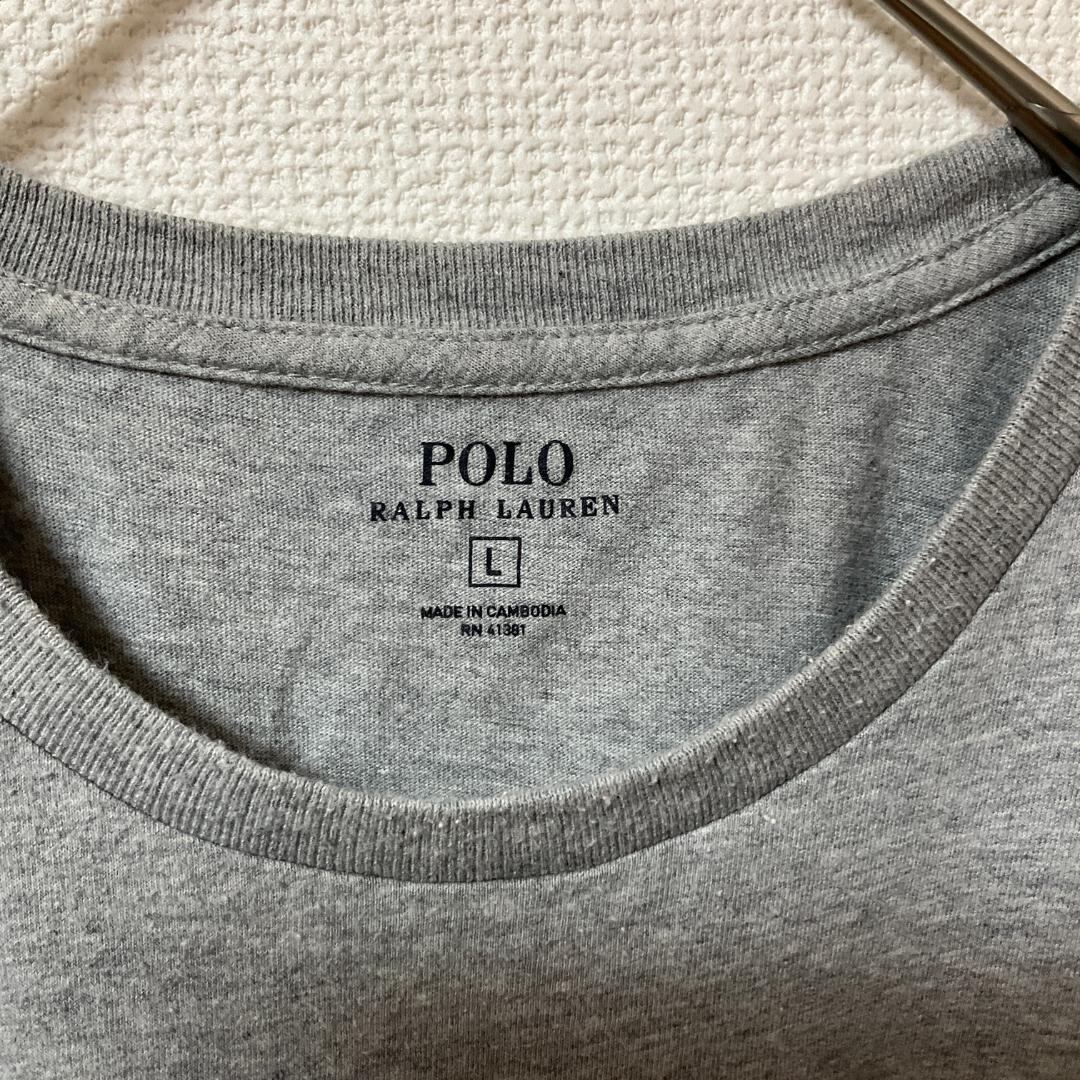 POLO
RALPH LAUREN
L
MADE IN CAMBODIA
RN 41381